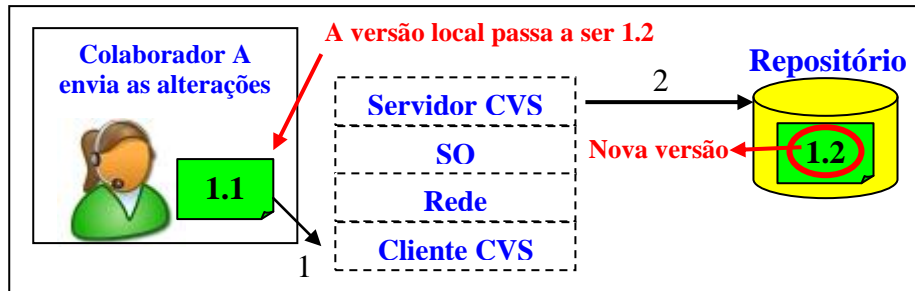 A versão local passa a ser 1.2
Colaborador A
envia as alterações
Repositório
2
Servidor CVS
SO
Nova versão
1.2
1.1
Rede
Cliente CVS
1